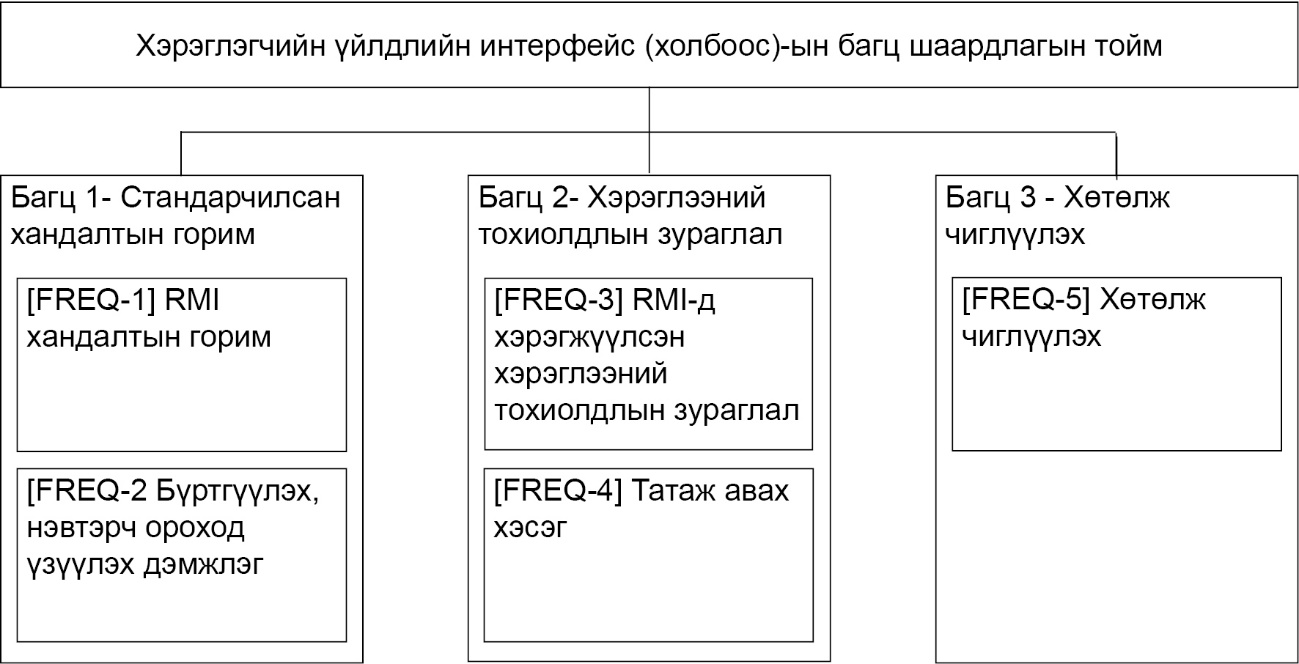 Хэрэглэгчийн үйлдлийн интерфейс (холбоос)-ын багц шаардлагын тойм
Багц 1- Стандарчилсан
хандалтын горим
[FREQ-1] RMI
хандалтын горим
[FREQ-2 Бүртгүүлэх,
нэвтэрч ороход
үзүүлэх дэмжлэг
Багц 2- Хэрэглээний
тохиолдлын зураглал
[FREQ-3] RMI-д
хэрэгжүүлсэн
хэрэглээний
тохиолдлын зураглал
[FREQ-4] Татаж авах
хэсэг
Багц 3 - Хөтөлж
чиглүүлэх
[FREQ-5] Хөтөлж
чиглүүлэх